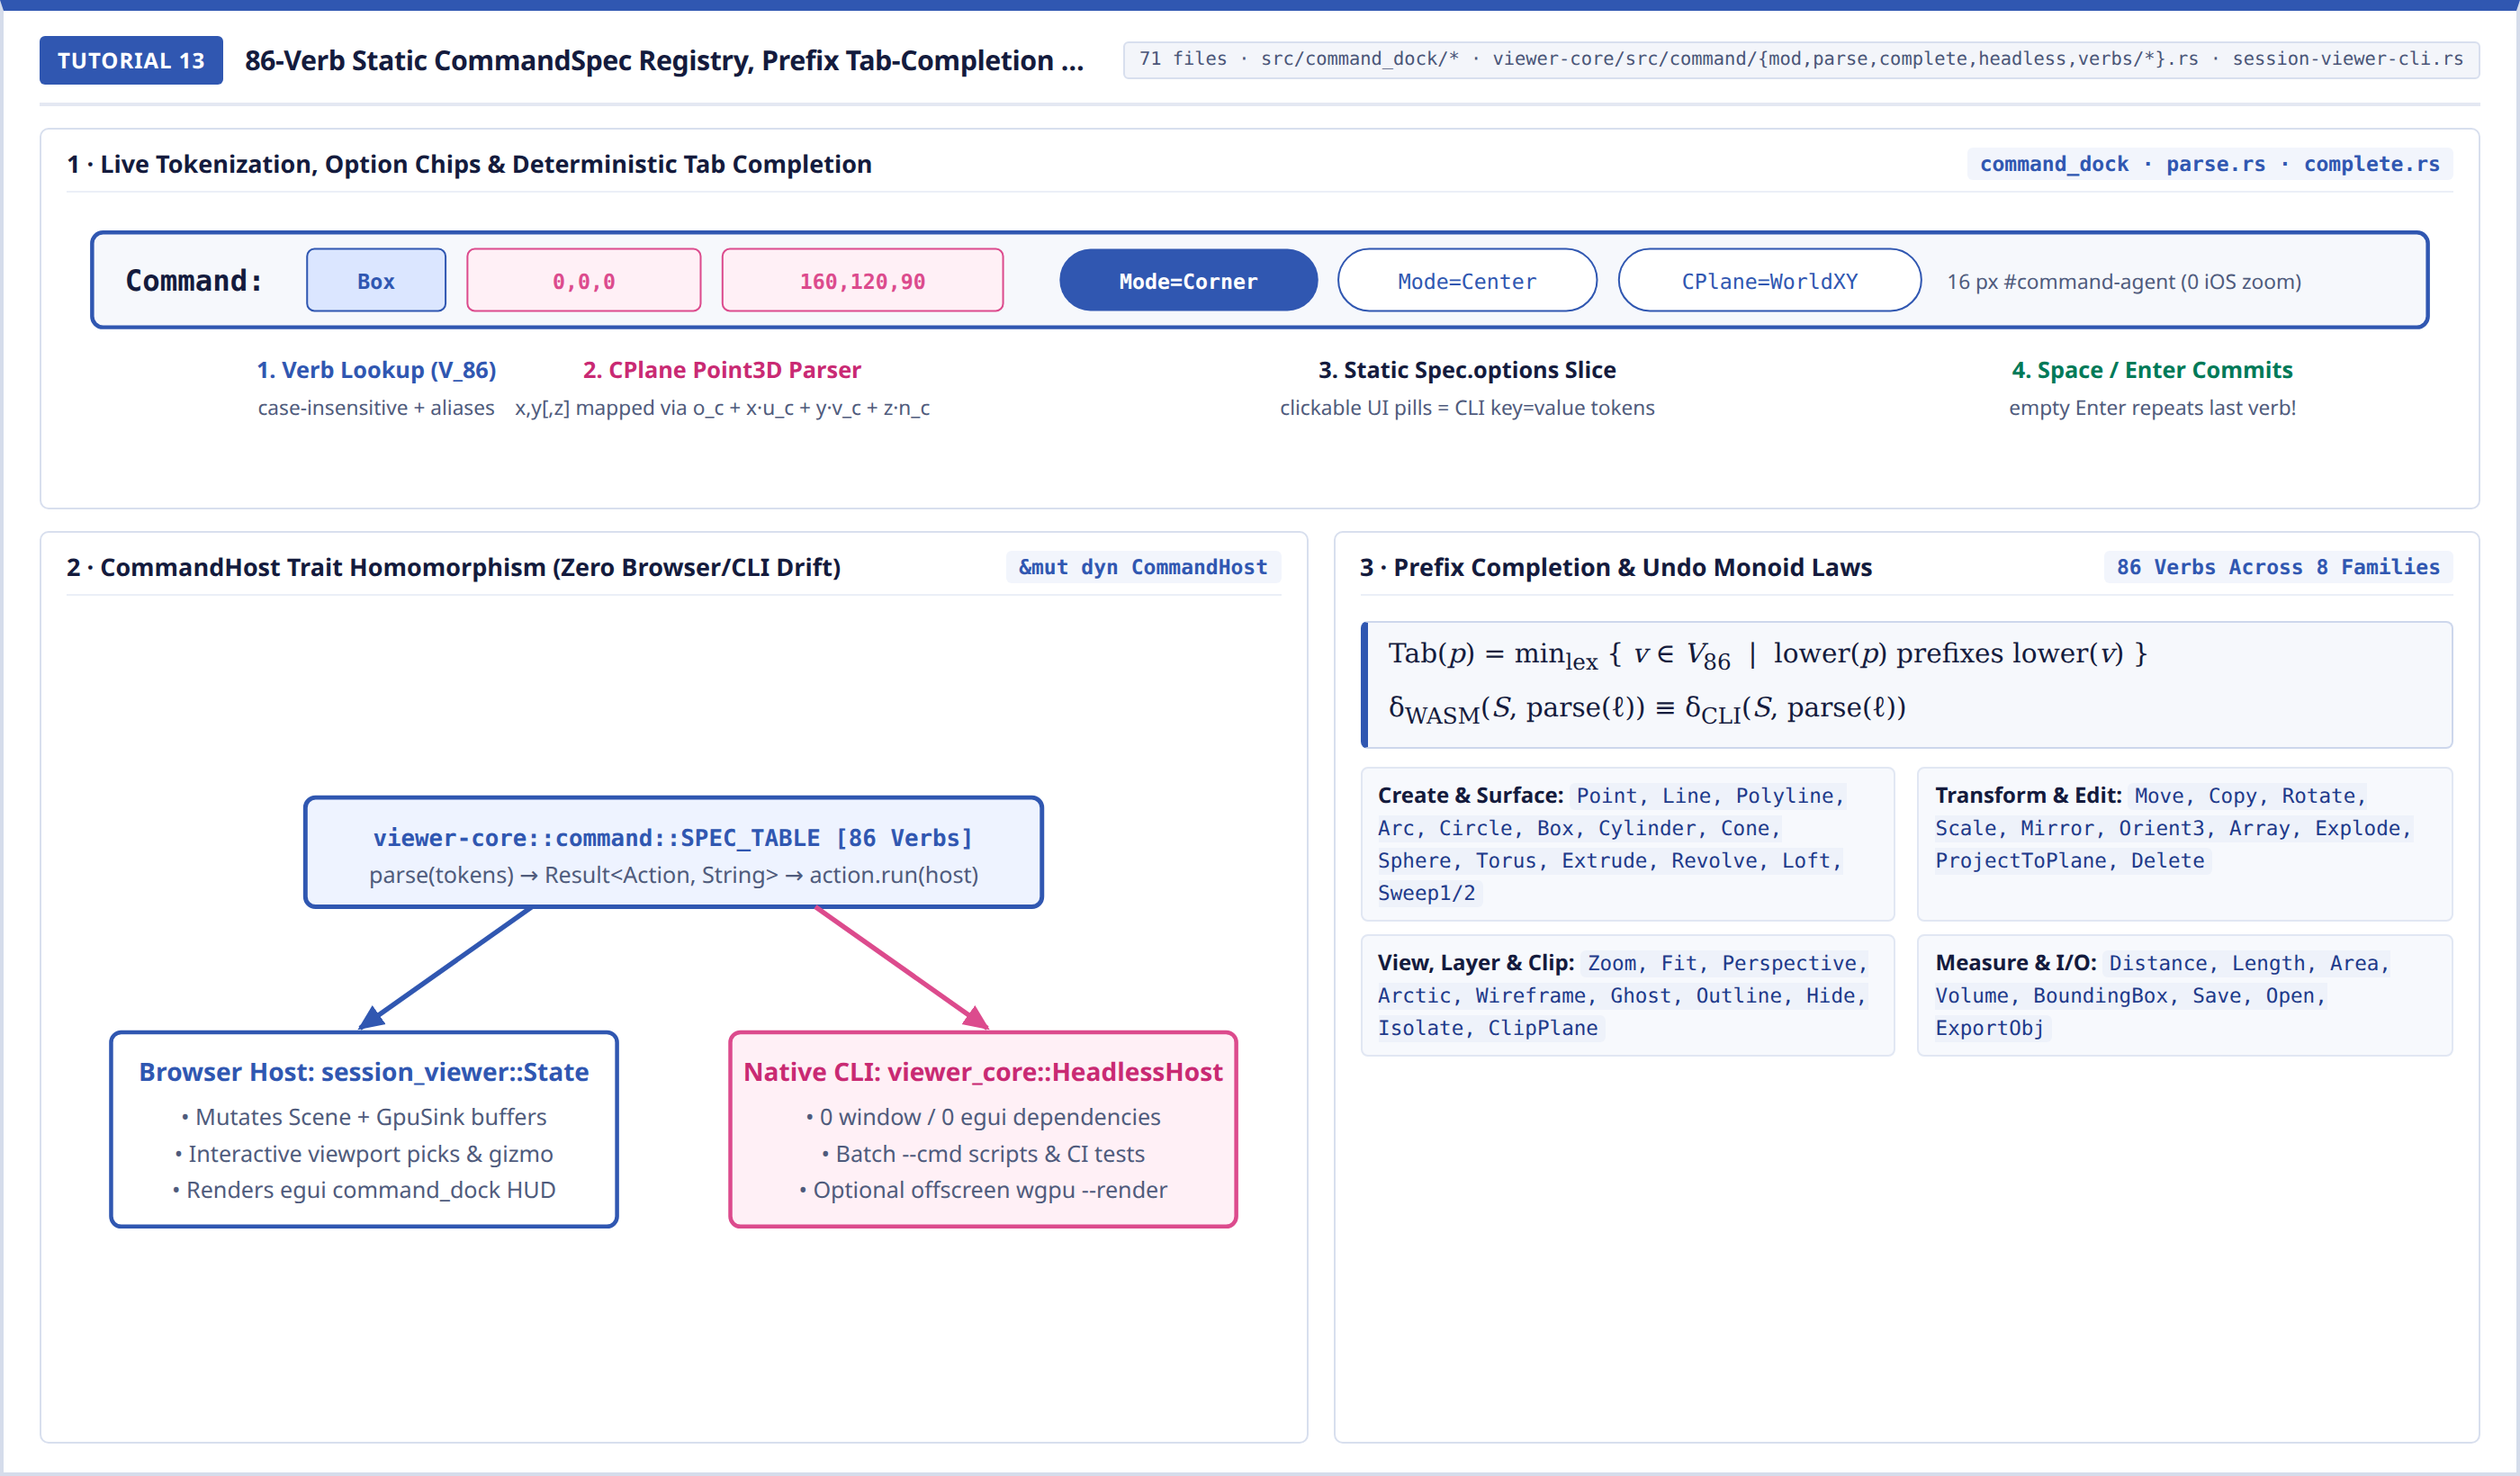 TUTORIAL 13
86-Verb Static CommandSpec Registry, Prefix Tab-Completion ...
71 files · src/command_dock/* · viewer-core/src/command/{mod,parse,complete,headless,verbs/*}.rs · session-viewer-cli.rs
1 · Live Tokenization, Option Chips & Deterministic Tab Completion
command_dock · parse.rs · complete.rs
Command:
Box
0,0,0
160,120,90
Mode=Corner
Mode=Center
CPlane=WorldXY
16 px #command-agent (0 iOS zoom)
1. Verb Lookup (V_86)
case-insensitive + aliases
2. CPlane Point3D Parser
x,y[,z] mapped via o_c + x·u_c + y·v_c + z·n_c
3. Static Spec.options Slice
clickable UI pills = CLI key=value tokens
4. Space / Enter Commits
empty Enter repeats last verb!
2 · CommandHost Trait Homomorphism (Zero Browser/CLI Drift)
&mut dyn CommandHost
viewer-core::command::SPEC_TABLE [86 Verbs]
parse(tokens) → Result<Action, String> → action.run(host)
Browser Host: session_viewer::State
• Mutates Scene + GpuSink buffers
• Interactive viewport picks & gizmo
• Renders egui command_dock HUD
Native CLI: viewer_core::HeadlessHost
• 0 window / 0 egui dependencies
• Batch --cmd scripts & CI tests
• Optional offscreen wgpu --render
3 · Prefix Completion & Undo Monoid Laws
86 Verbs Across 8 Families
Tab(p) = min_lex { v ∈ V_86 | lower(p) prefixes lower(v) }
δ_WASM(S, parse(ℓ)) ≡ δ_CLI(S, parse(ℓ))
Create & Surface: Point, Line, Polyline,
Arc, Circle, Box, Cylinder, Cone,
Sphere, Torus, Extrude, Revolve, Loft,
Sweep1/2
Transform & Edit: Move, Copy, Rotate,
Scale, Mirror, Orient3, Array, Explode,
ProjectToPlane, Delete
View, Layer & Clip: Zoom, Fit, Perspective,
Arctic, Wireframe, Ghost, Outline, Hide,
Isolate, ClipPlane
Measure & I/O: Distance, Length, Area,
Volume, BoundingBox, Save, Open,
ExportObj